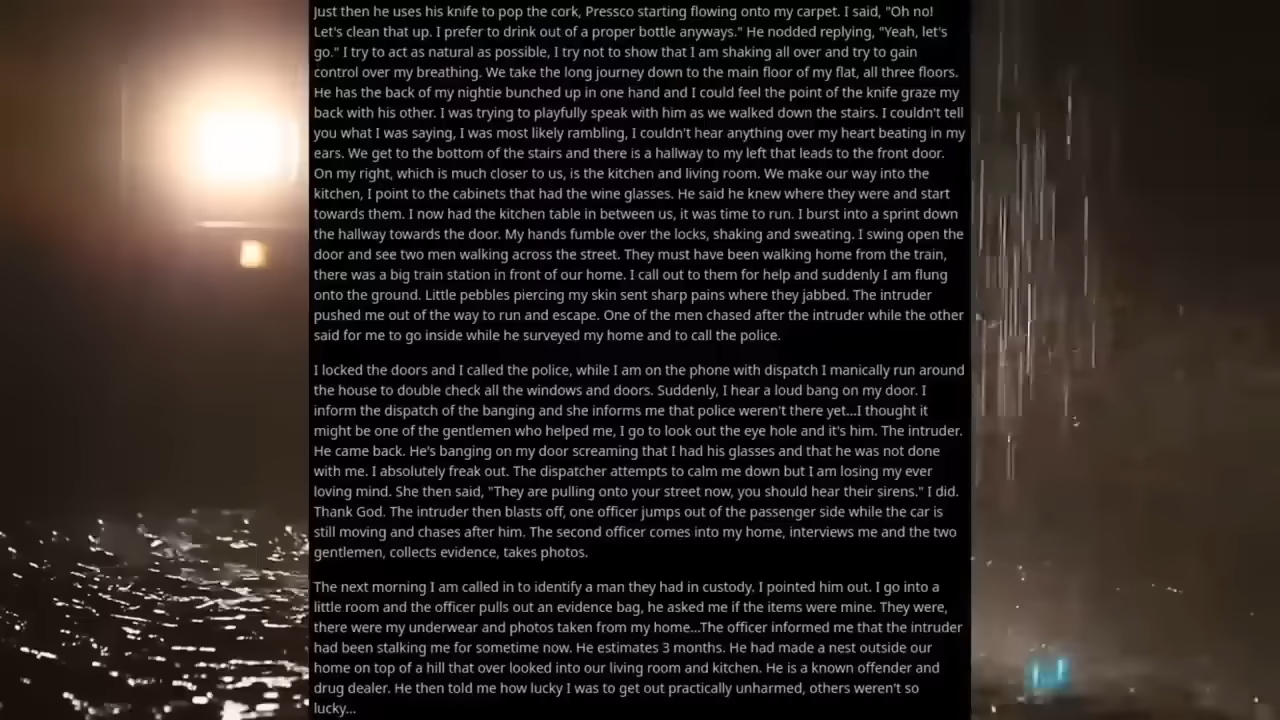 Just then he uses his knife to pop the cork, Pressco starting flowing onto my carpet. I said, "Oh no!
Let's clean that up. I prefer to drink out of a proper bottle anyways." He nodded replying, "Yeah, let's
go." I try to act as natural as possible, I try not to show that I am shaking all over and try to gain
control over my breathing. We take the long journey down to the main floor of my flat, all three floors.
He has the back of my nightie bunched up in one hand and I could feel the point of the knife graze my
back with his other. I was trying to playfully speak with him as we walked down the stairs. I couldn't tell
you what I was saying, I was most likely rambling, I couldn't hear anything over my heart beating in my
ears. We get to the bottom of the stairs and there is a hallway to my left that leads to the front door.
On my right, which is much closer to us, is the kitchen and living room. We make our way into the
kitchen, I point to the cabinets that had the wine glasses. He said he knew where they were and start
towards them. I now had the kitchen table in between us, it was time to run. I burst into a sprint down
the hallway towards the door. My hands fumble over the locks, shaking and sweating. I swing open the
door and see two men walking across the street. They must have been walking home from the train,
there was a big train station in front of our home. I call out to them for help and suddenly I am flung
onto the ground. Little pebbles piercing my skin sent sharp pains where they jabbed. The intruder
pushed me out of the way to run and escape. One of the men chased after the intruder while the other
said for me to go inside while he surveyed my home and to call the police.
I locked the doors and I called the police, while I am on the phone with dispatch I manically run around
the house to double check all the windows and doors. Suddenly, I hear a loud bang on my door. I
inform the dispatch of the banging and she informs me that police weren't there yet...I thought it
might be one of the gentlemen who helped me, I go to look out the eye hole and it's him. The intruder.
He came back. He's banging on my door screaming that I had his glasses and that he was not done
with me. I absolutely freak out. The dispatcher attempts to calm me down but I am losing my ever
loving mind. She then said, "They are pulling onto your street now, you should hear their sirens." I did.
Thank God. The intruder then blasts off, one officer jumps out of the passenger side while the car is
still moving and chases after him. The second officer comes into my home, interviews me and the two
gentlemen, collects evidence, takes photos.
The next morning I am called in to identify a man they had in custody. I pointed him out. I go into a
little room and the officer pulls out an evidence bag, he asked me if the items were mine. They were,
there were my underwear and photos taken from my home...The officer informed me that the intruder
had been stalking me for sometime now. He estimates 3 months. He had made a nest outside our
home on top of a hill that over looked into our living room and kitchen. He is a known offender and
drug dealer. He then told me how lucky I was to get out practically unharmed, others weren't so
lucky...